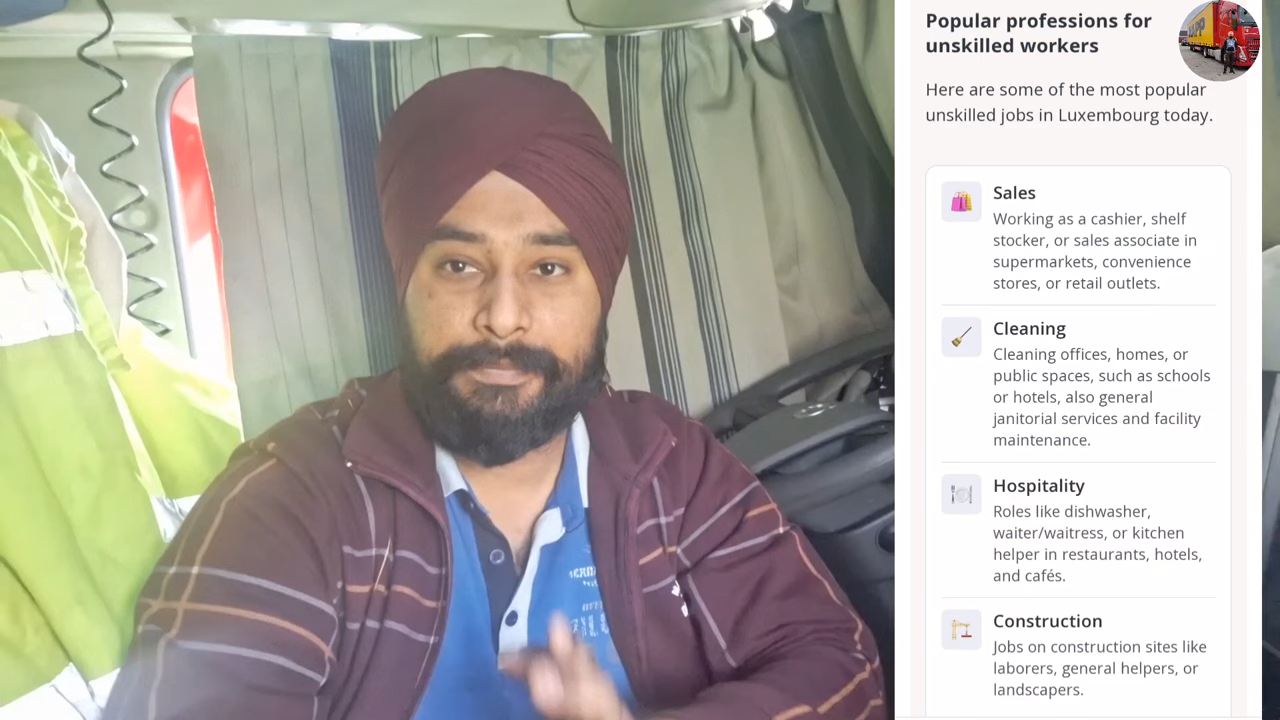 Popular professions for
unskilled workers
Here are some of the most popular
unskilled jobs in Luxembourg today.
Sales
Working as a cashier, shelf
stocker, or sales associate in
supermarkets, convenience
stores, or retail outlets.
Cleaning
Cleaning offices, homes, or
public spaces, such as schools
or hotels, also general
janitorial services and facility
maintenance.
Hospitality
Roles like dishwasher,
waiter/waitress, or kitchen
helper in restaurants, hotels,
and cafés.
Construction
Jobs on construction sites like
laborers, general helpers, or
landscapers.